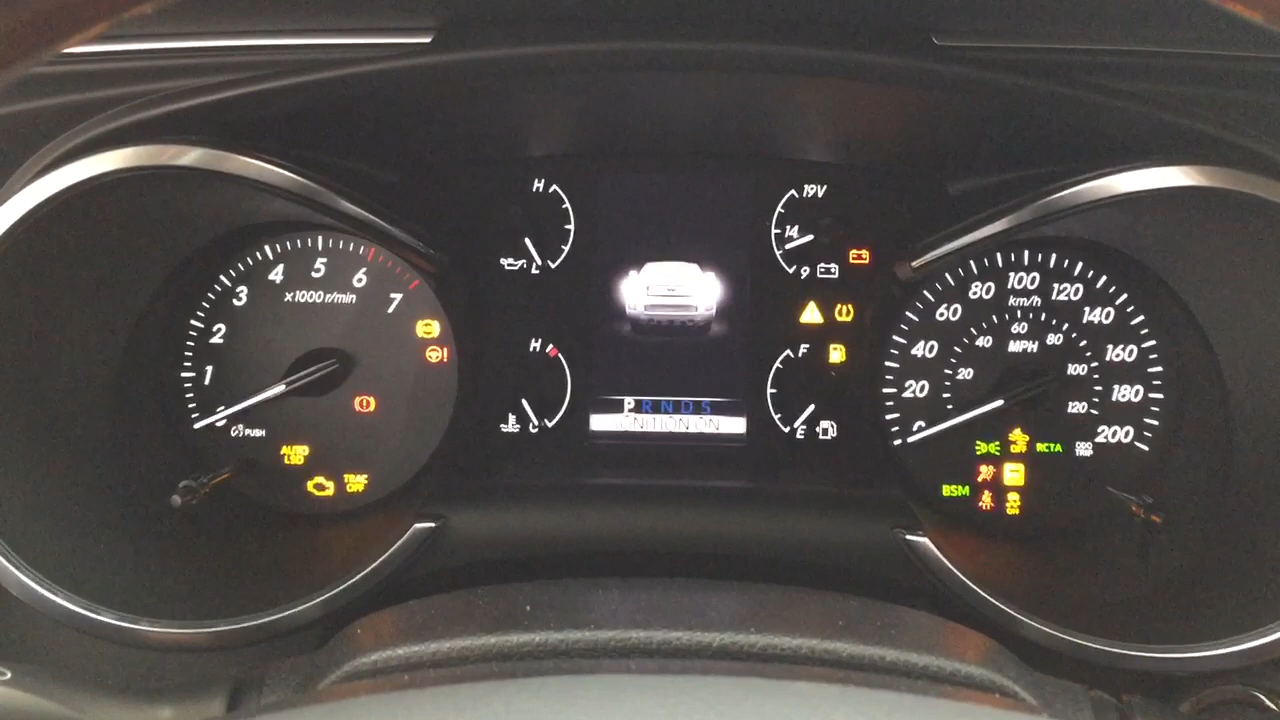 1
2
3
4
5
6
7
x1000 r/min
PUSH
AUTO
LSD
TRAC
OFF
H
L
H
C
P R N D S
IGNITION ON
19V
14
9
F
E
0
20
40
60
80
100
120
140
160
180
200
km/h
20
40
60
80
100
120
MPH
OFF
RCTA
ODO
TRIP
BSM
OFF